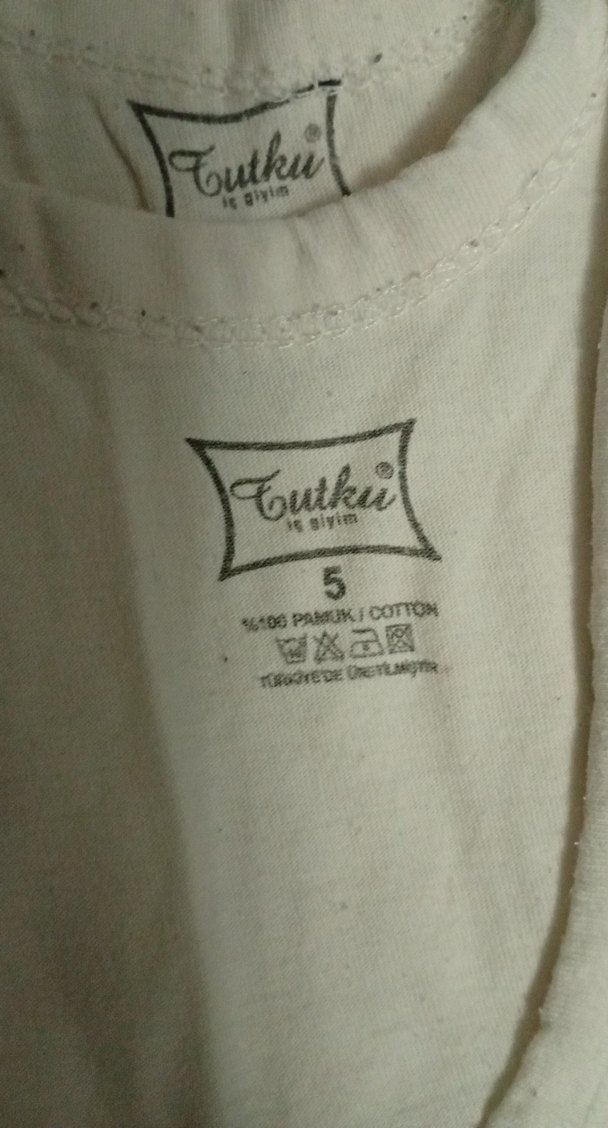 Tutku®
iç giyim
Tutku®
iç giyim
5
%100 PAMUK / COTTON
TÜRKİYE'DE ÜRETİLMİŞTİR